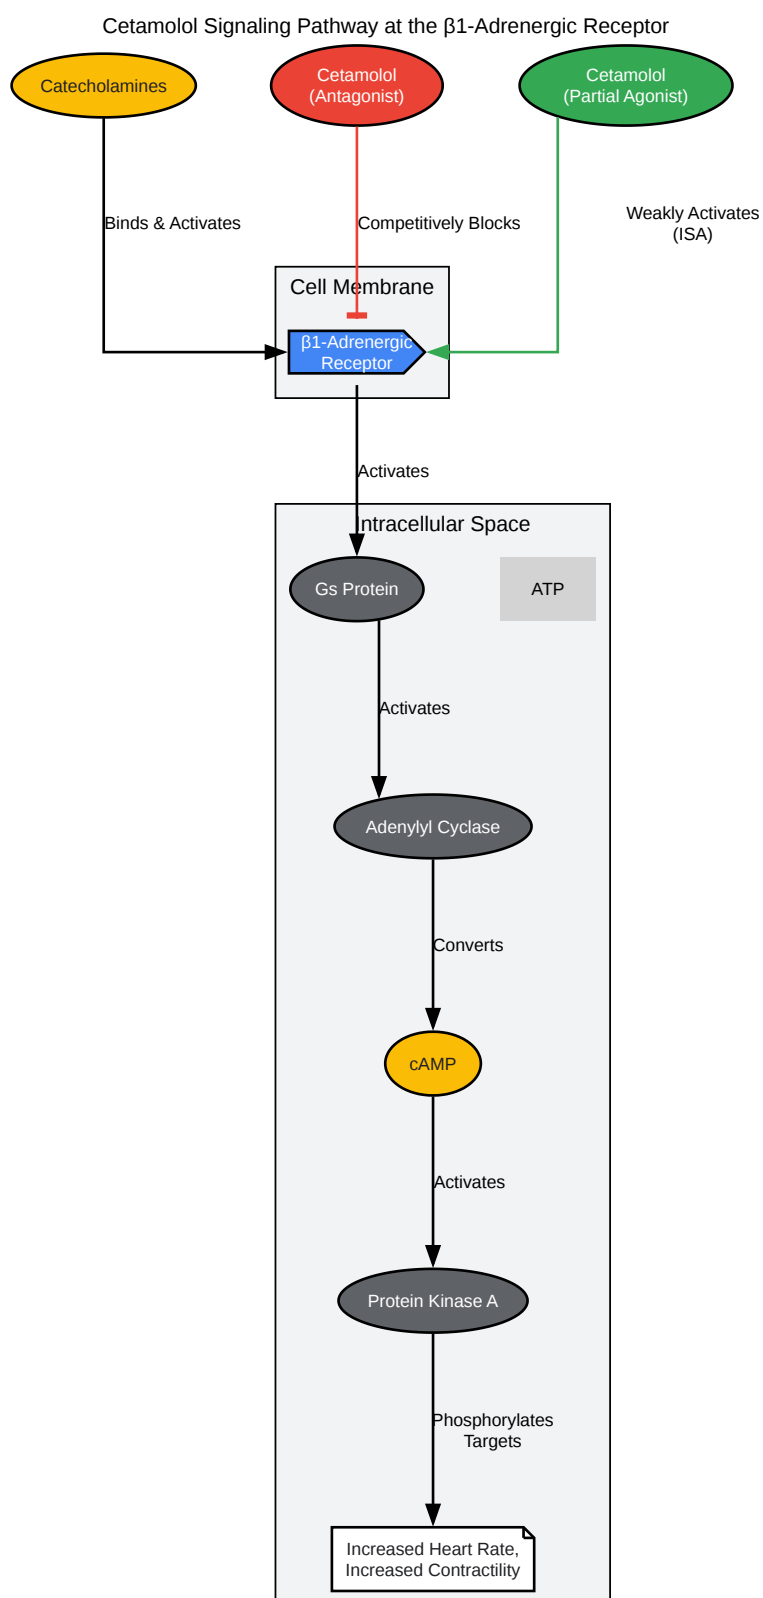 Cetamolol Signaling Pathway at the β1-Adrenergic Receptor
Catecholamines
Cetamolol
(Antagonist)
Cetamolol
(Partial Agonist)
Binds & Activates
Competitively Blocks
Weakly Activates
(ISA)
Cell Membrane
β1-Adrenergic
Receptor
Activates
Intracellular Space
Gs Protein
ATP
Activates
Adenylyl Cyclase
Converts
cAMP
Activates
Protein Kinase A
Phosphorylates
Targets
Increased Heart Rate,
Increased Contractility